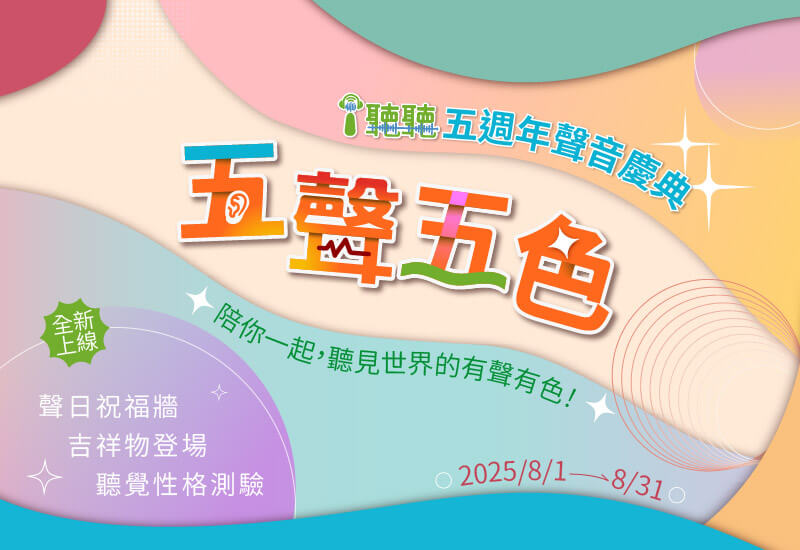 聽聽 五週年聲音慶典
五聲五色
陪你一起，聽見世界的有聲有色！
全新
上線
聲日祝福牆
吉祥物登場
聽覺性格測驗
2025/8/1→8/31